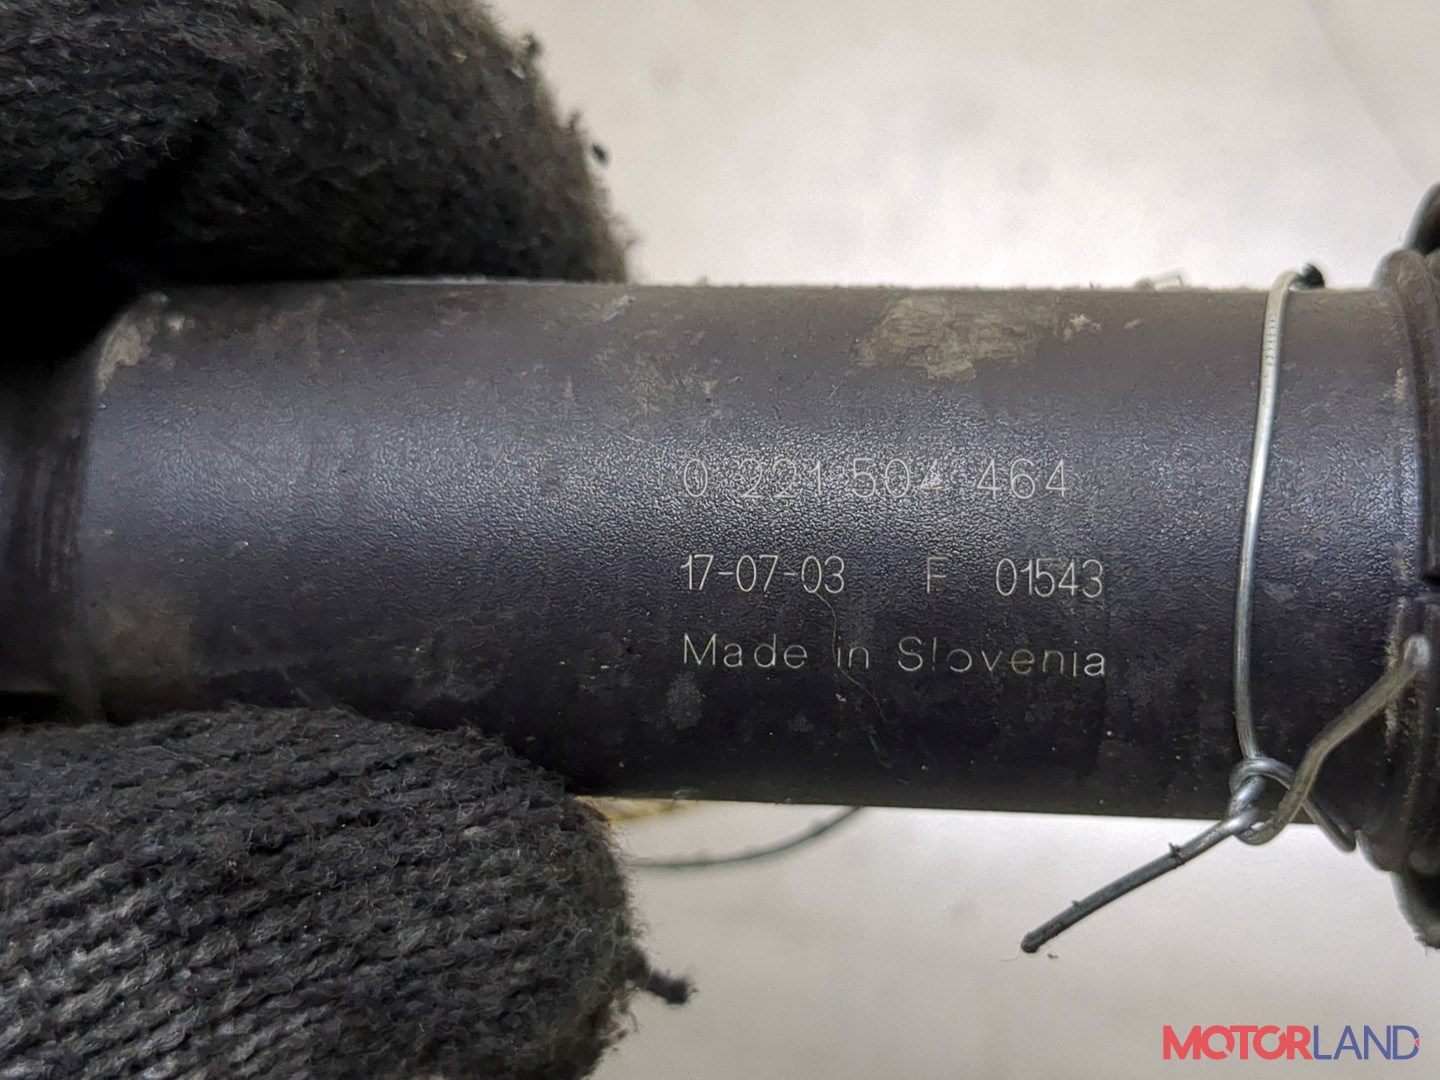 0 221 504 464
17-07-03 F 01543
Made in Slovenia
MOTORLAND